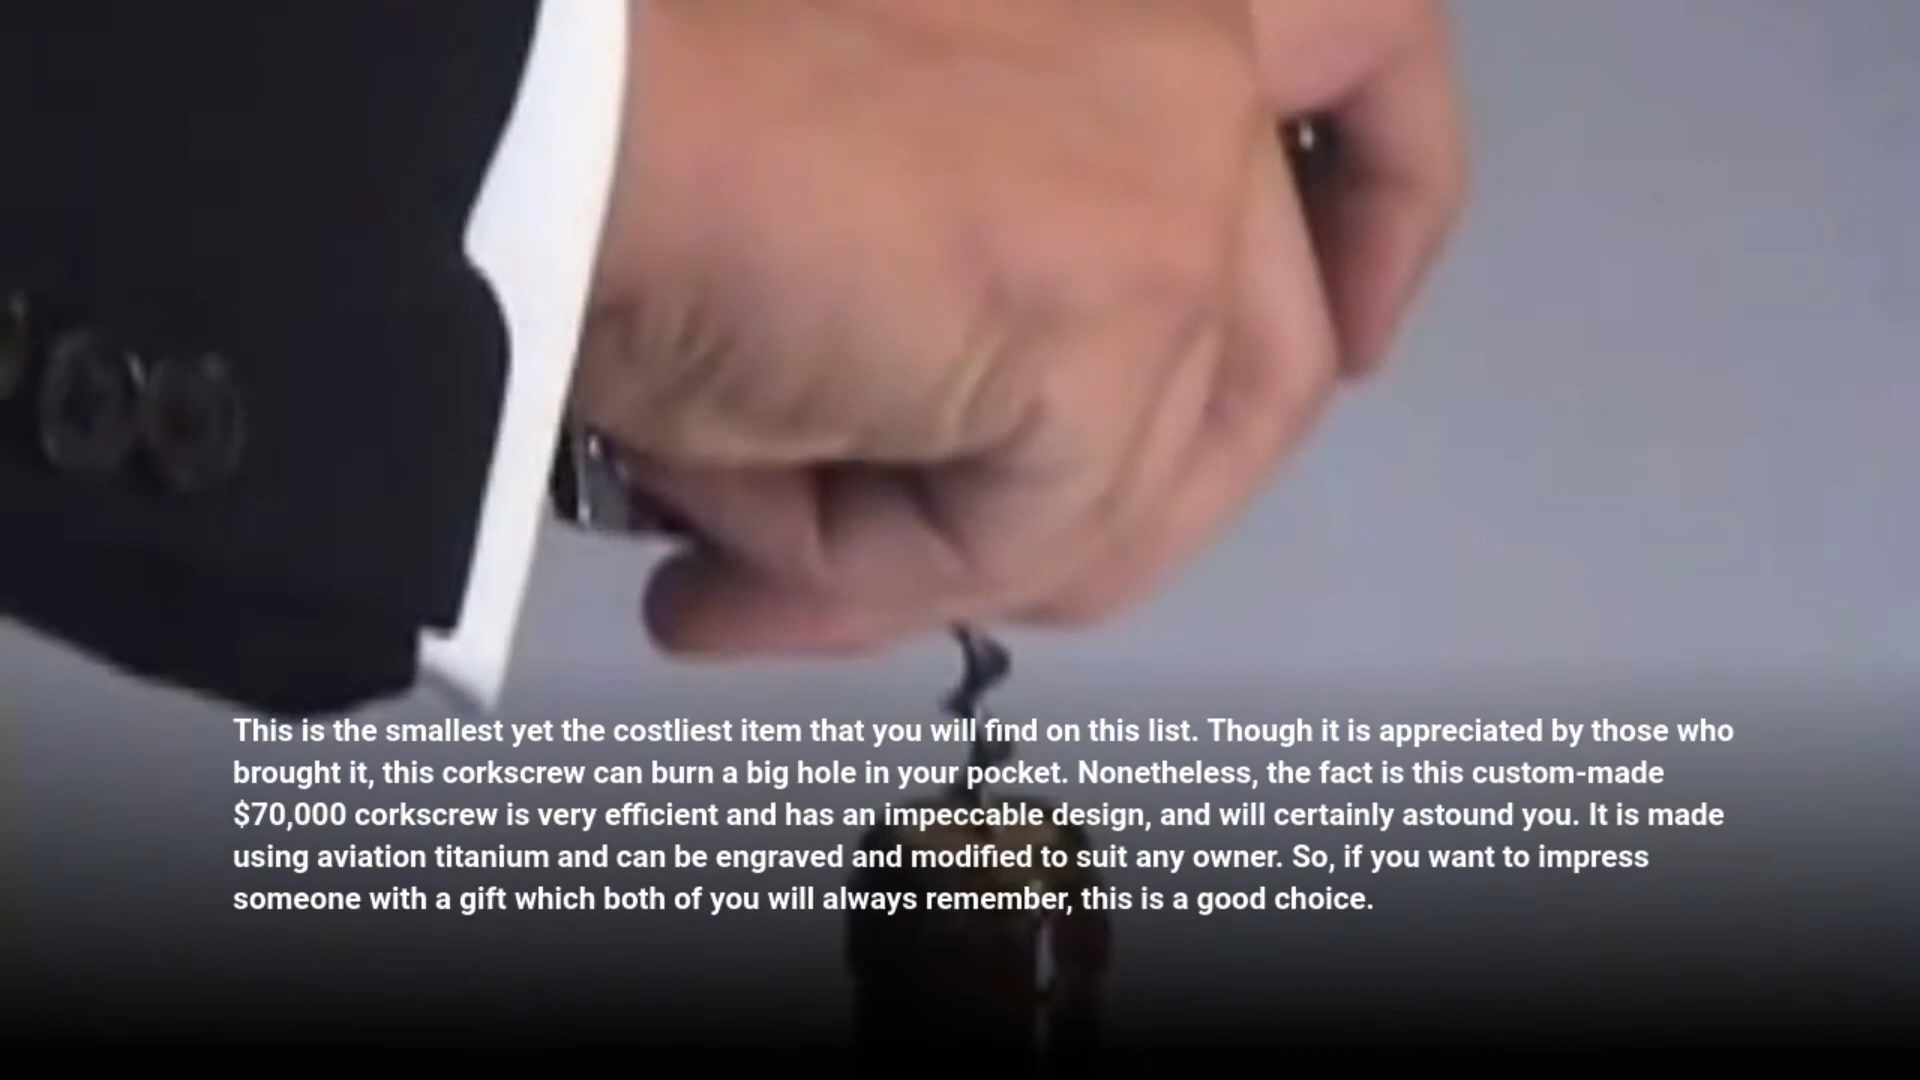 This is the smallest yet the costliest item that you will find on this list. Though it is appreciated by those who
brought it, this corkscrew can burn a big hole in your pocket. Nonetheless, the fact is this custom-made
$70,000 corkscrew is very efficient and has an impeccable design, and will certainly astound you. It is made
using aviation titanium and can be engraved and modified to suit any owner. So, if you want to impress
someone with a gift which both of you will always remember, this is a good choice.